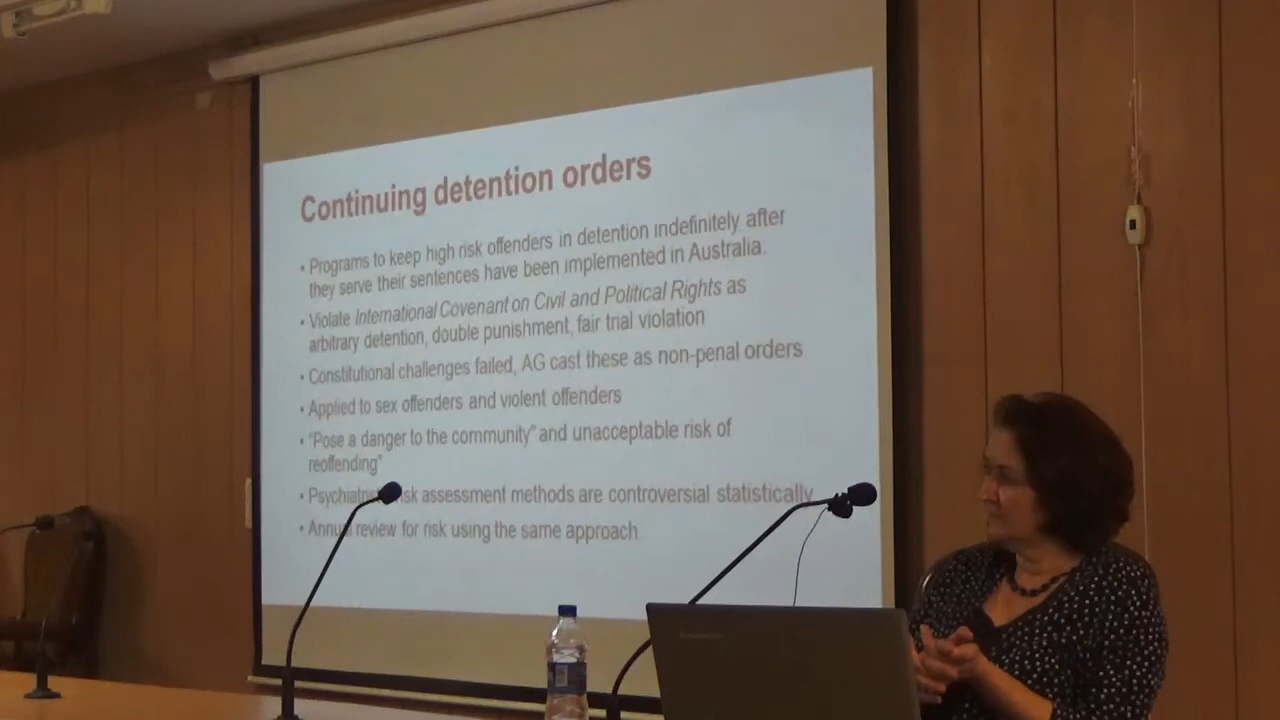 Continuing detention orders
• Programs to keep high risk offenders in detention indefinitely after
they serve their sentences have been implemented in Australia.
• Violate International Covenant on Civil and Political Rights as
arbitrary detention, double punishment, fair trial violation
• Constitutional challenges failed, AG cast these as non-penal orders
• Applied to sex offenders and violent offenders
• "Pose a danger to the community" and unacceptable risk of
reoffending"
• assessment methods are controversial statistically
• Annual review for risk using the same approach